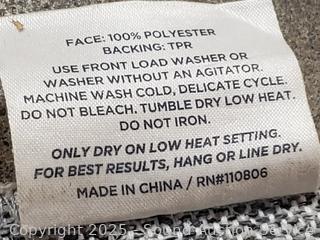 FACE: 100% POLYESTER
BACKING: TPR
USE FRONT LOAD WASHER OR
WASHER WITHOUT AN AGITATOR.
MACHINE WASH COLD, DELICATE CYCLE.
DO NOT BLEACH. TUMBLE DRY LOW HEAT.
DO NOT IRON.
ONLY DRY ON LOW HEAT SETTING.
FOR BEST RESULTS, HANG OR LINE DRY.
MADE IN CHINA / RN#110806
Copyright 2025 - Sound Auction Service